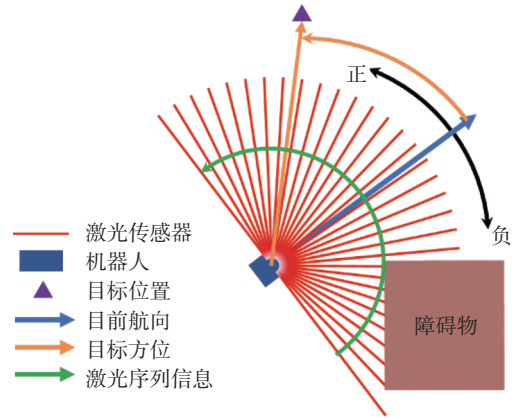 正
负
激光传感器
机器人
目标位置
目前航向
目标方位
激光序列信息
障碍物